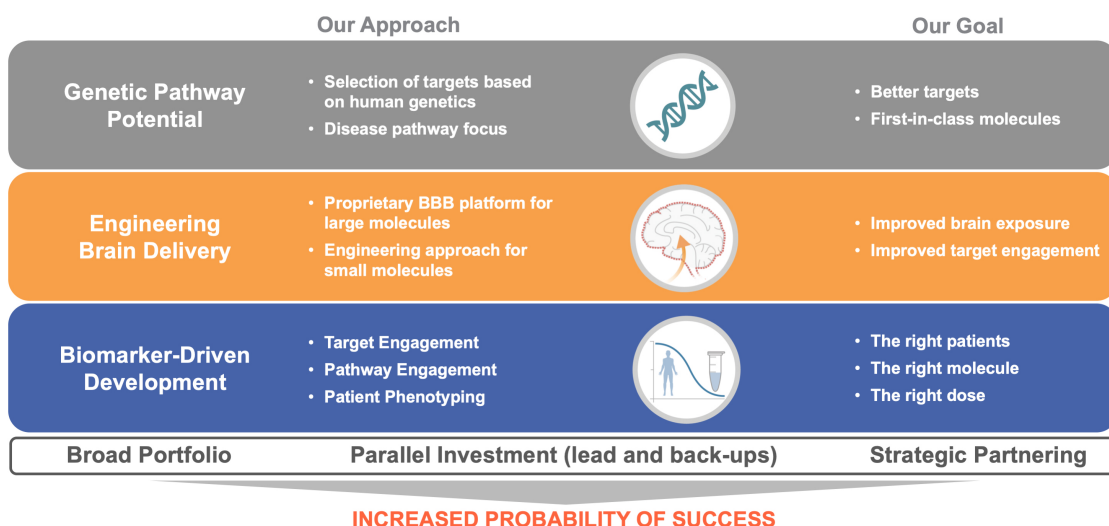 Our Approach
Our Goal
Genetic Pathway
Potential
• Selection of targets based
on human genetics
• Disease pathway focus
• Better targets
• First-in-class molecules
Engineering
Brain Delivery
• Proprietary BBB platform for
large molecules
• Engineering approach for
small molecules
• Improved brain exposure
• Improved target engagement
Biomarker-Driven
Development
• Target Engagement
• Pathway Engagement
• Patient Phenotyping
• The right patients
• The right molecule
• The right dose
Broad Portfolio
Parallel Investment (lead and back-ups)
Strategic Partnering
INCREASED PROBABILITY OF SUCCESS